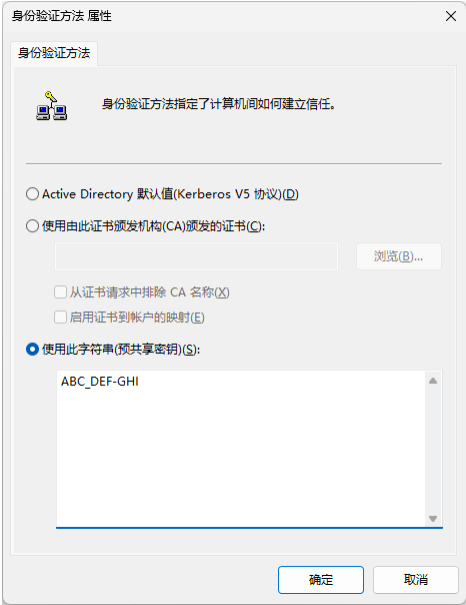 身份验证方法 属性
身份验证方法
身份验证方法指定了计算机间如何建立信任。
Active Directory 默认值(Kerberos V5 协议)(D)
使用由此证书颁发机构(CA)颁发的证书(C):
浏览(B)...
从证书请求中排除 CA 名称(X)
启用证书到帐户的映射(E)
使用此字符串(预共享密钥)(S):
ABC_DEF-GHI
确定
取消